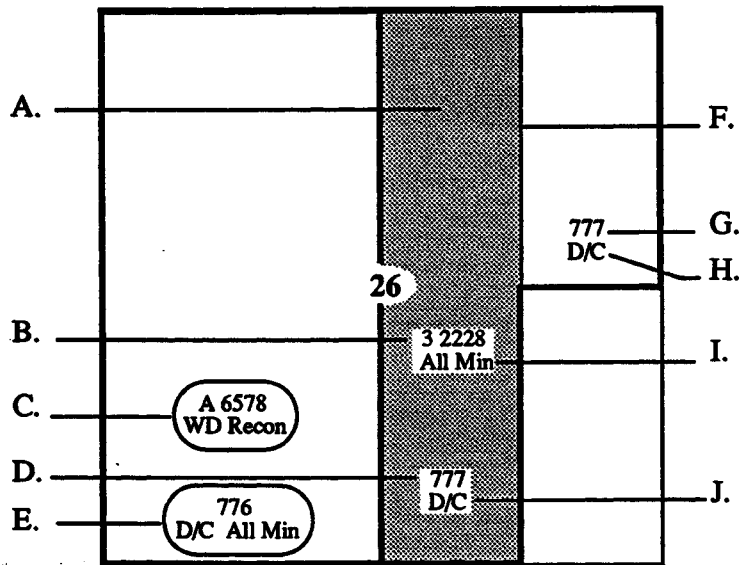 A.
F.
777
D/C
G.
H.
26
B.
3 2228
All Min
I.
C.
A 6578
WD Recon
D.
777
D/C
J.
E.
776
D/C All Min